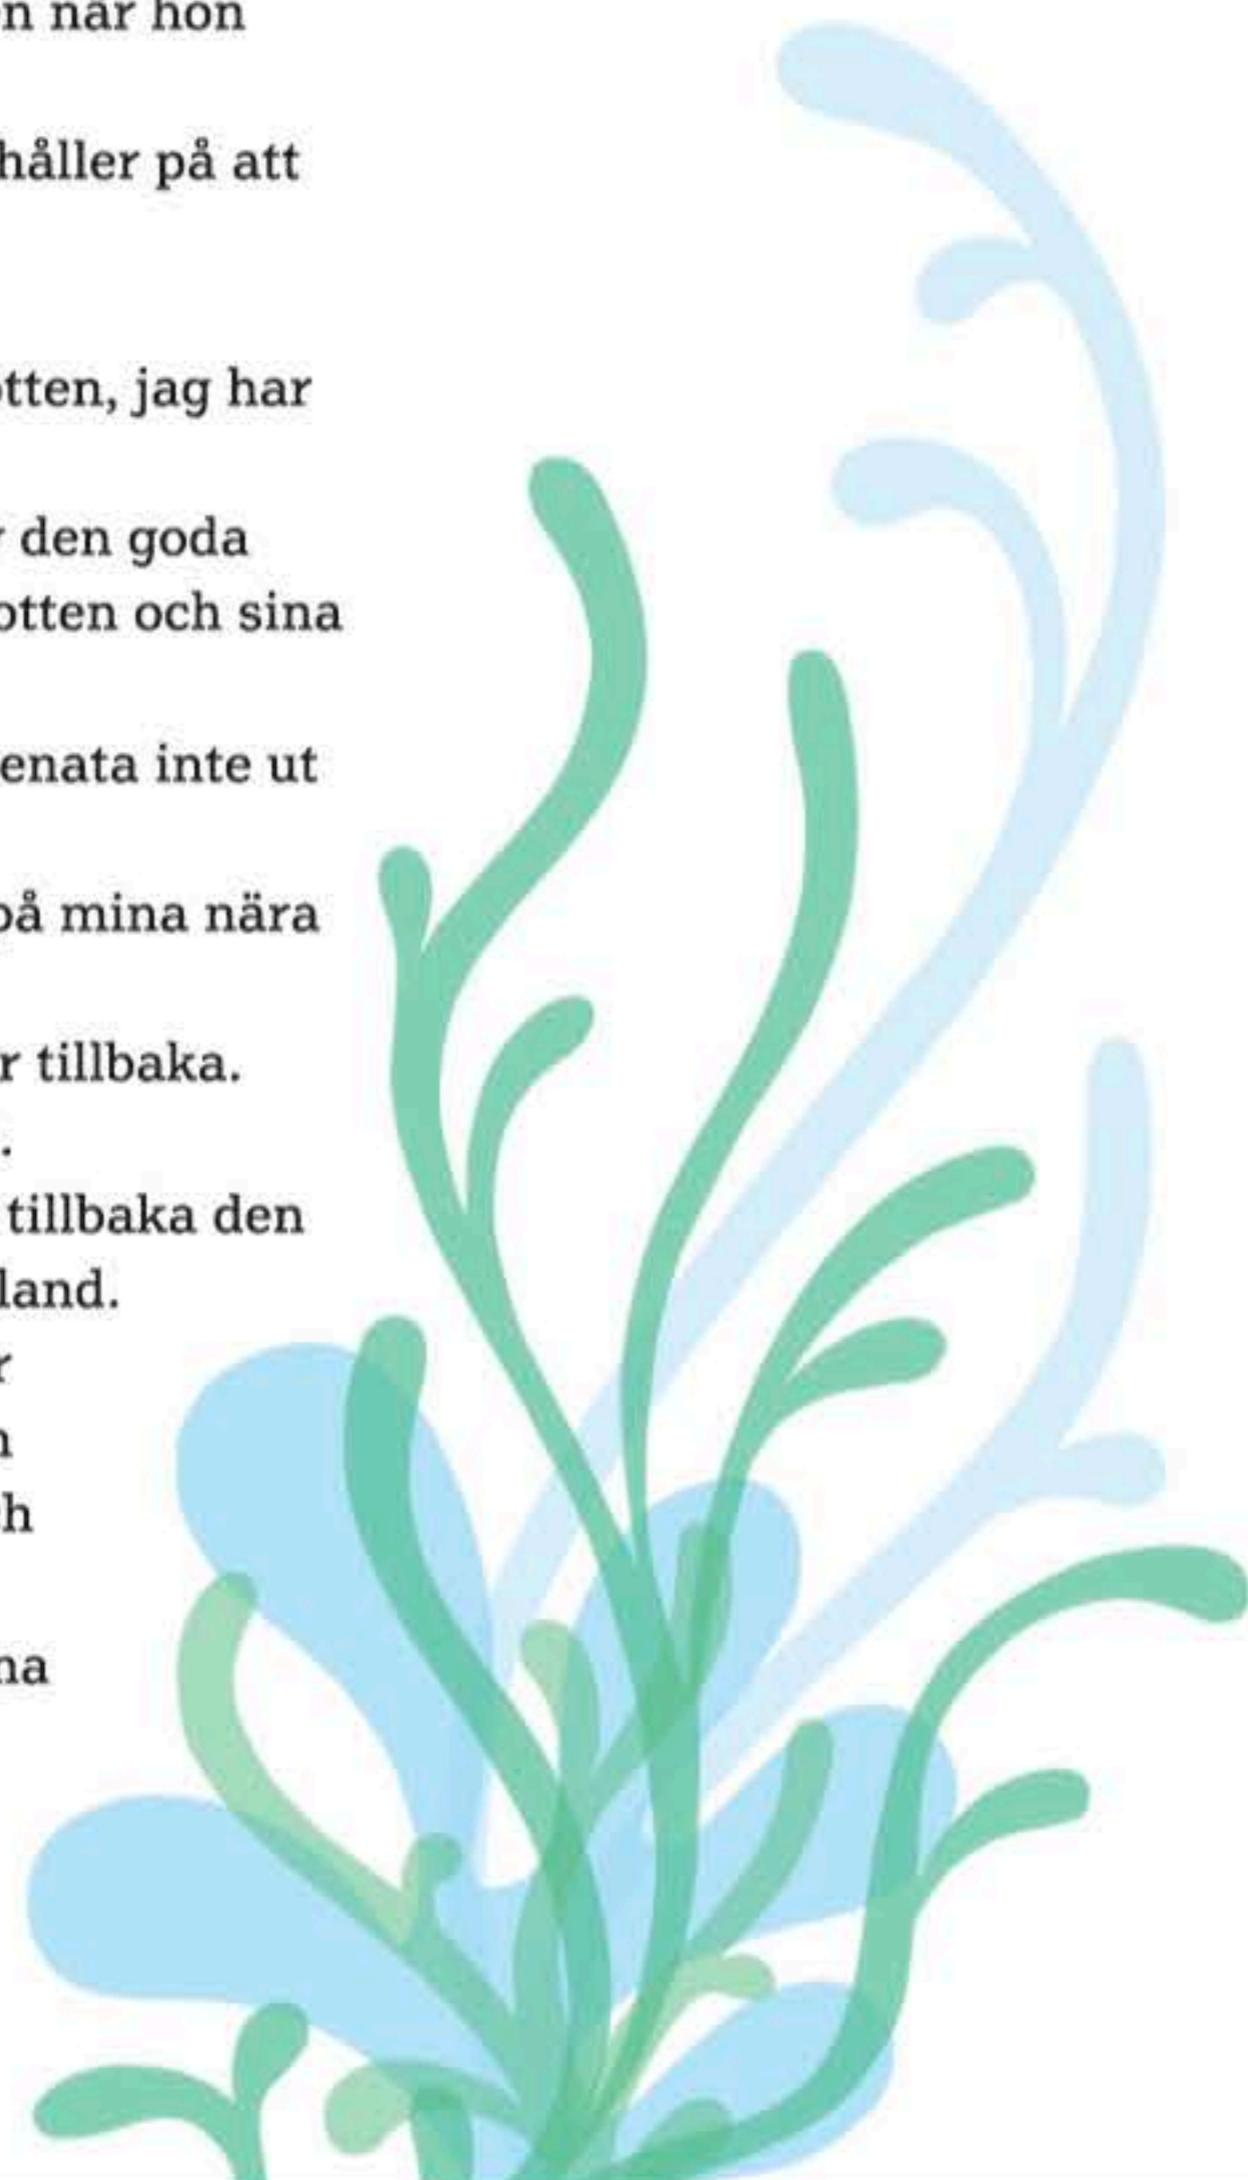 n när hon
håller på att
otten, jag har
den goda
otten och sina
enata inte ut
på mina nära
r tillbaka.
.
tillbaka den
land.
r
h
na